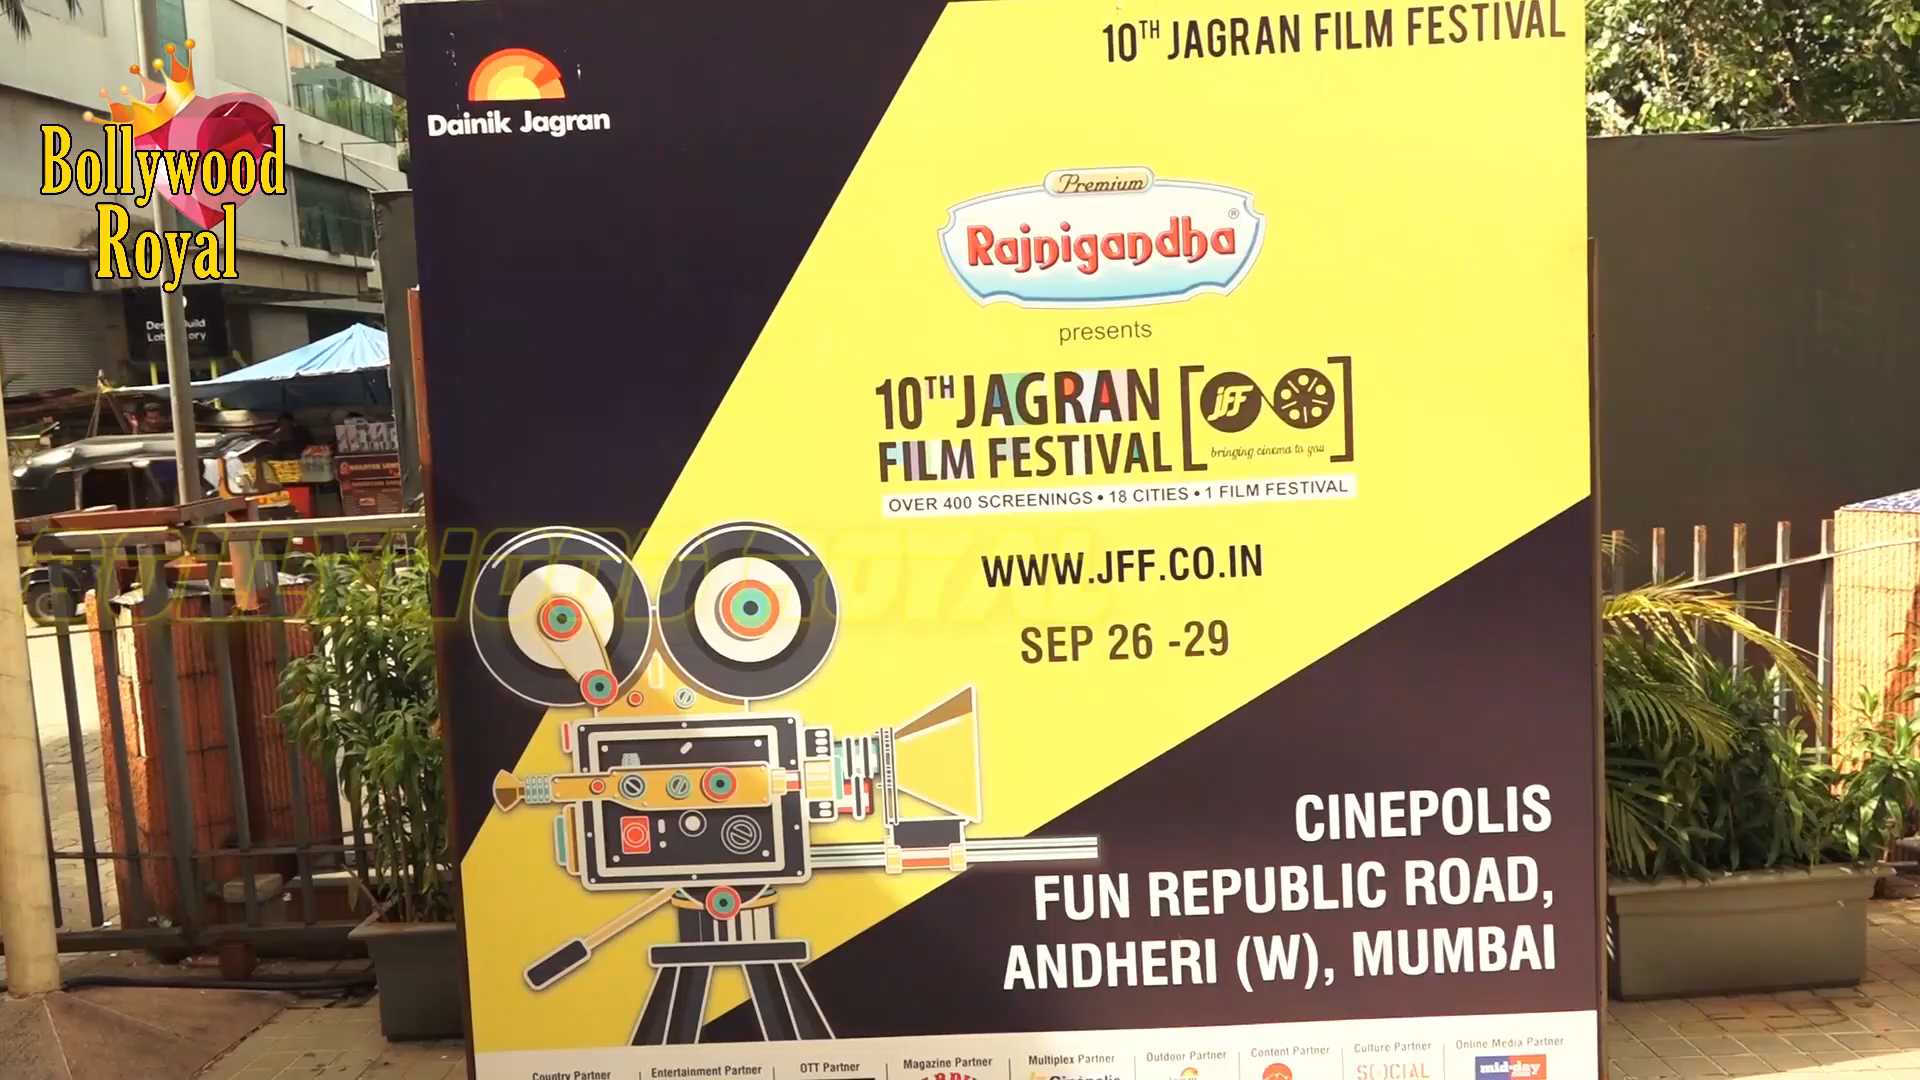 Bollywood
Royal
10TH JAGRAN FILM FESTIVAL
Dainik Jagran
Premium
Rajnigandha ®
presents
10TH JAGRAN
FILM FESTIVAL
jff
bringing cinema to you
OVER 400 SCREENINGS • 18 CITIES • 1 FILM FESTIVAL
BOLLYWOOD ROYAL
WWW.JFF.CO.IN
SEP 26 -29
CINEPOLIS
FUN REPUBLIC ROAD,
ANDHERI (W), MUMBAI
Country Partner
Entertainment Partner
OTT Partner
Magazine Partner
Multiplex Partner
Cinépolis
Outdoor Partner
Content Partner
Culture Partner
SOCIAL
Online Media Partner
mid-day